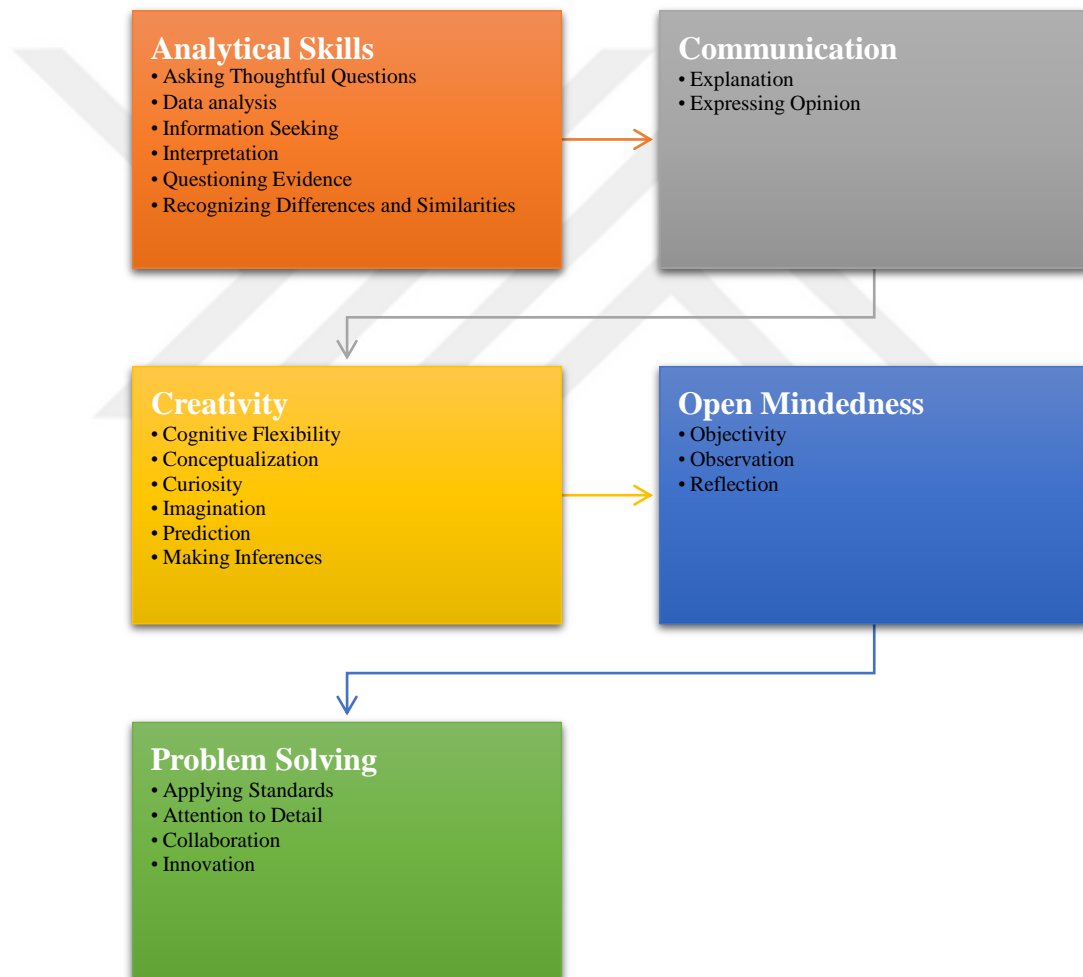 Analytical Skills
• Asking Thoughtful Questions
• Data analysis
• Information Seeking
• Interpretation
• Questioning Evidence
• Recognizing Differences and Similarities
Communication
• Explanation
• Expressing Opinion
Creativity
• Cognitive Flexibility
• Conceptualization
• Curiosity
• Imagination
• Prediction
• Making Inferences
Open Mindedness
• Objectivity
• Observation
• Reflection
Problem Solving
• Applying Standards
• Attention to Detail
• Collaboration
• Innovation